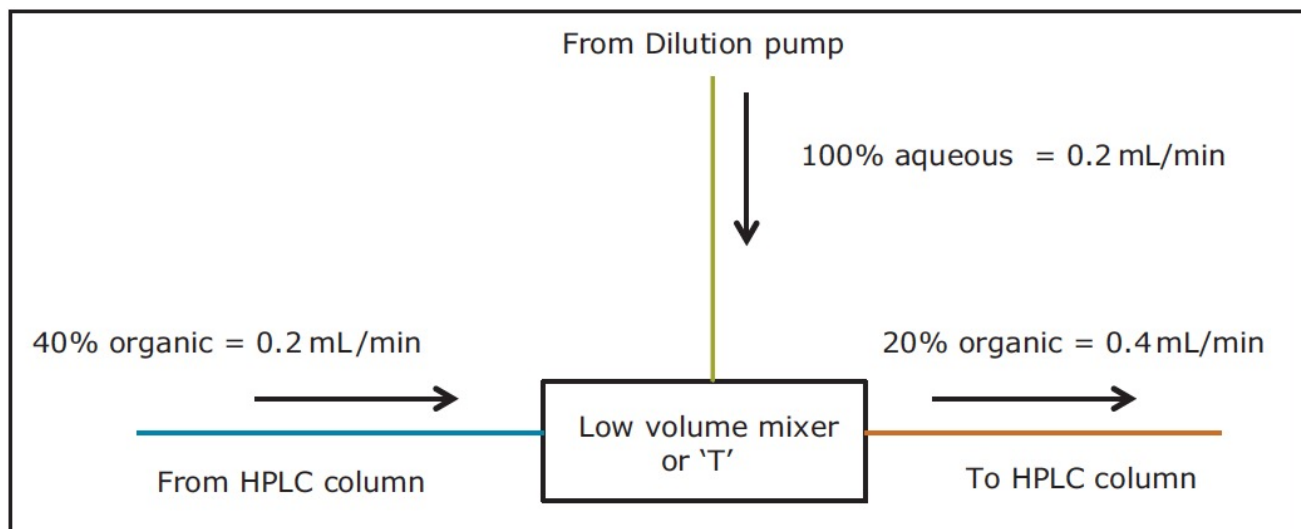 From Dilution pump
100% aqueous = 0.2 mL/min
40% organic = 0.2 mL/min
20% organic = 0.4 mL/min
Low volume mixer
or ‘T’
From HPLC column
To HPLC column